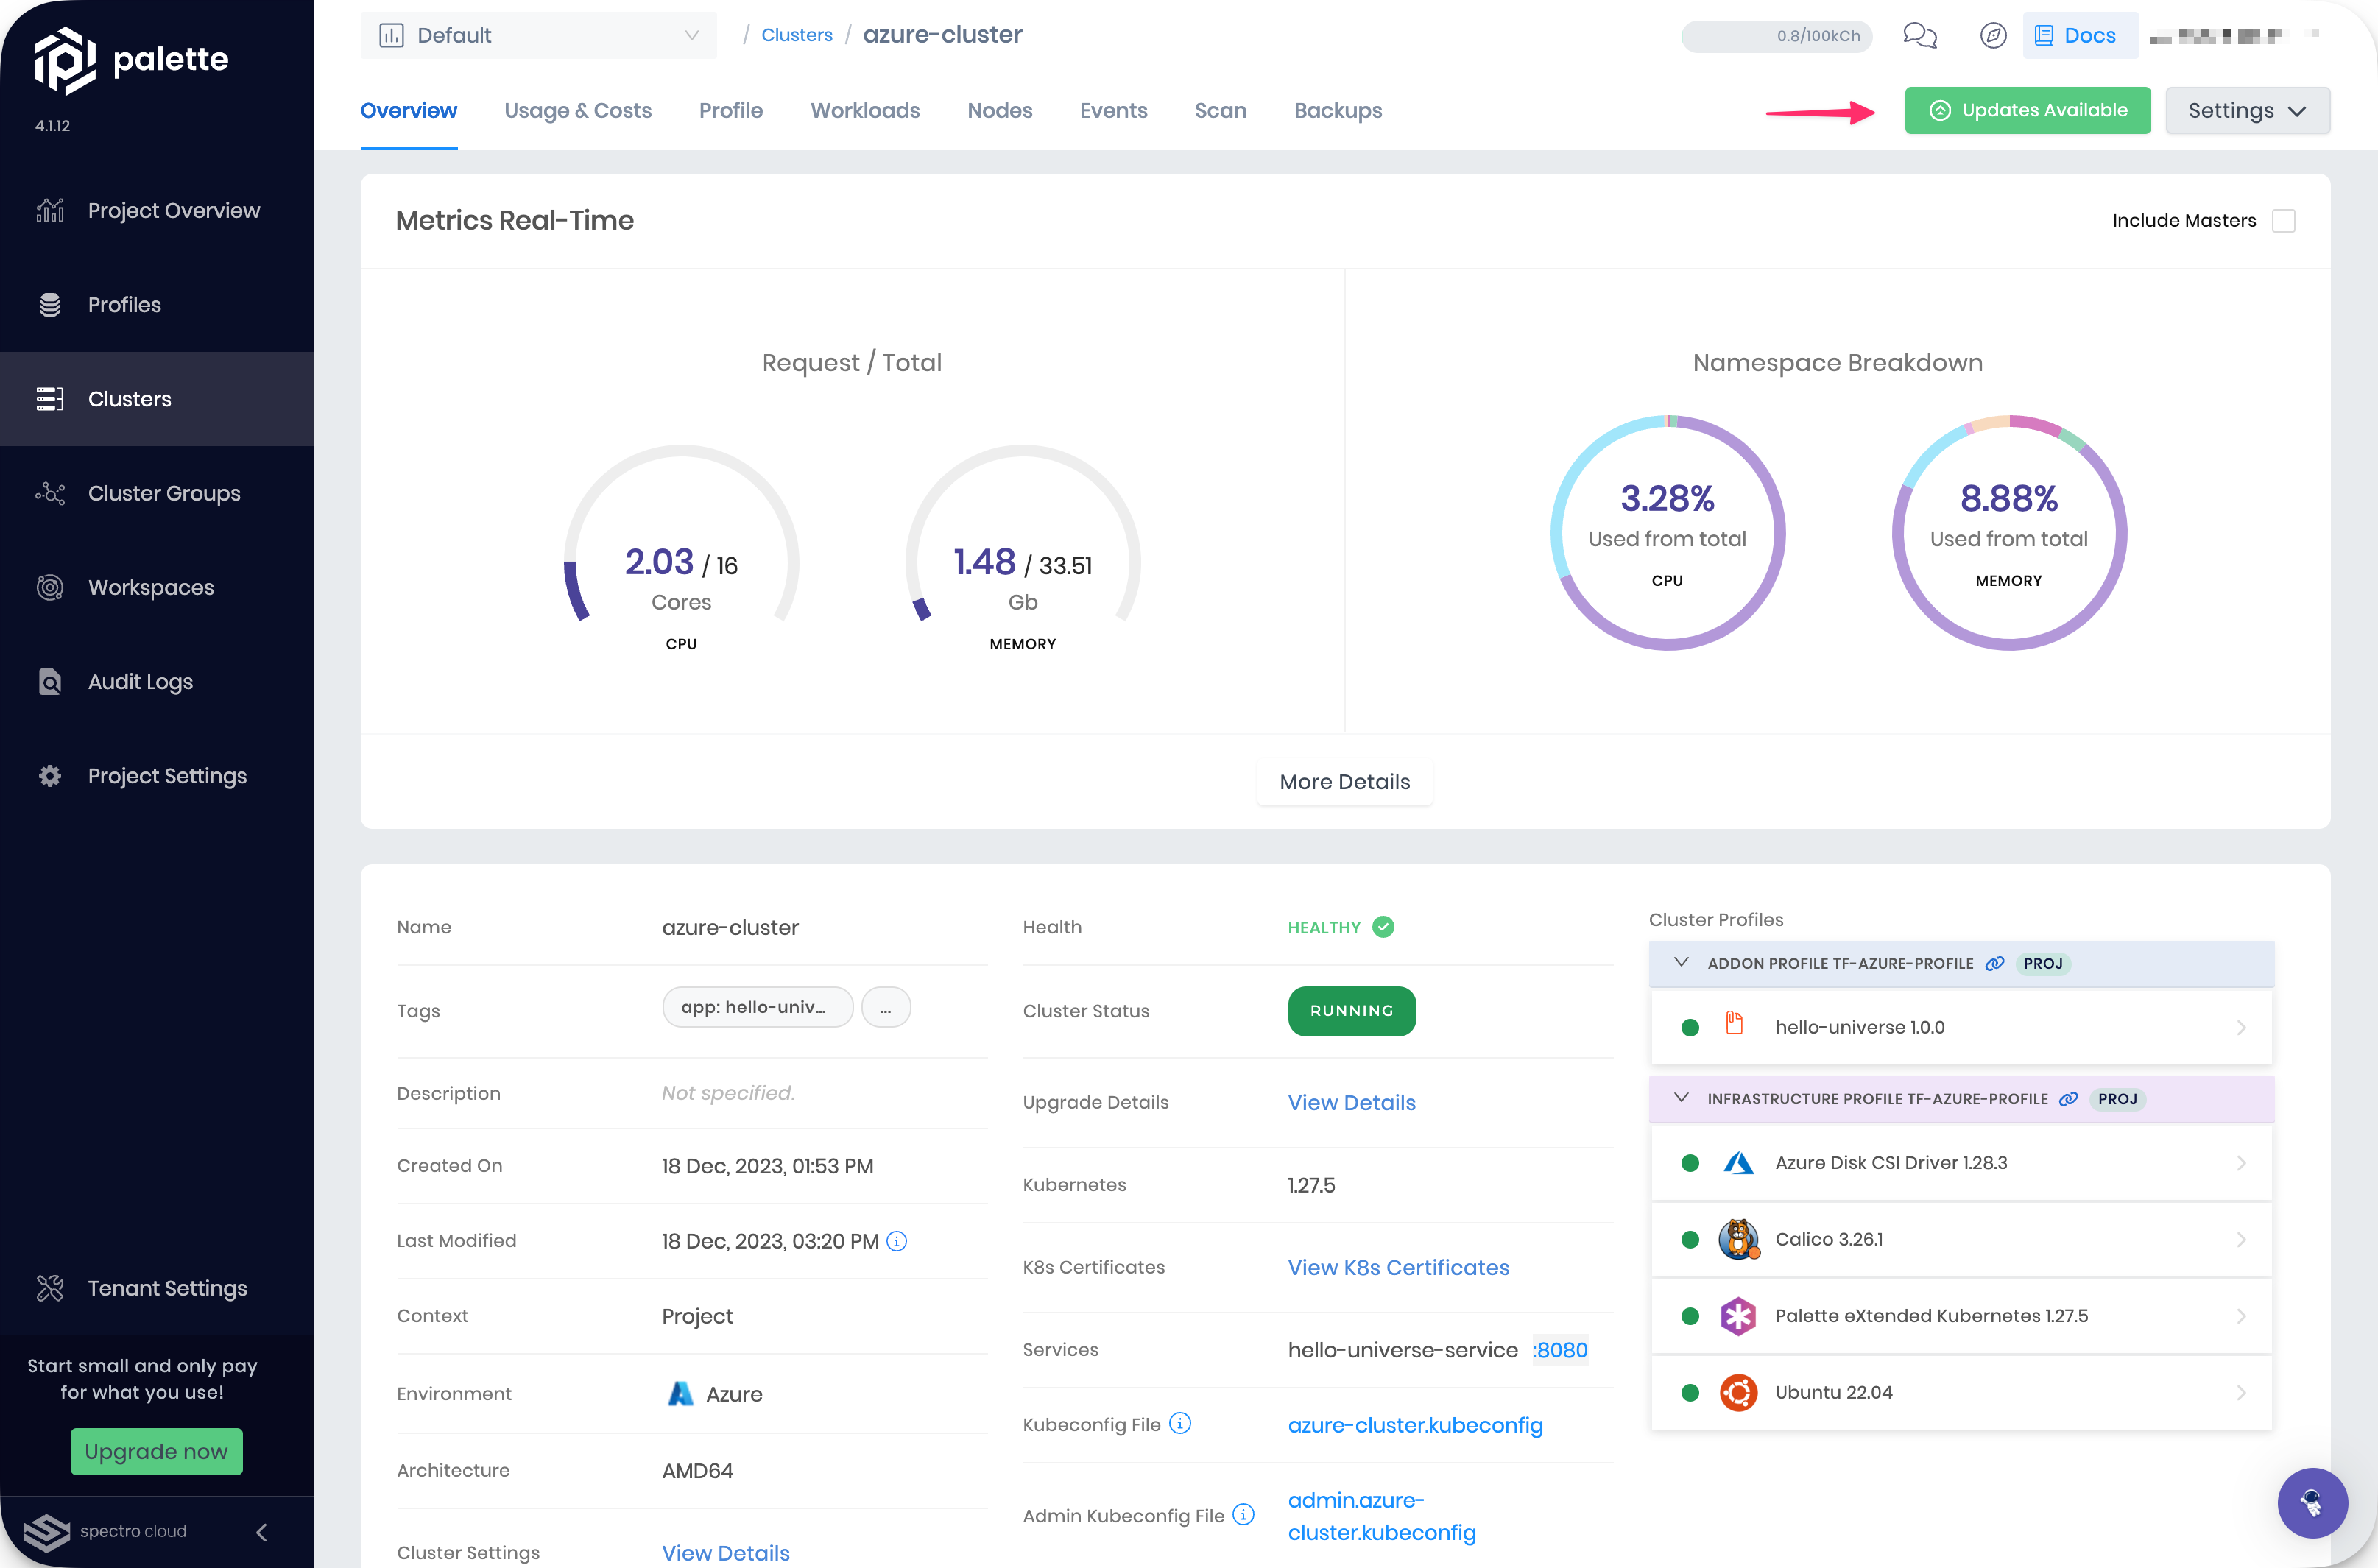 palette
4.1.12
Project Overview
Profiles
Clusters
Cluster Groups
Workspaces
Audit Logs
Project Settings
Tenant Settings
Start small and only pay
for what you use!
Upgrade now
spectro cloud
Default
/ Clusters / azure-cluster
0.8/100kCh
Docs
Overview
Usage & Costs
Profile
Workloads
Nodes
Events
Scan
Backups
Updates Available
Settings
Metrics Real-Time
Include Masters
Request / Total
2.03 / 16
Cores
CPU
1.48 / 33.51
Gb
MEMORY
Namespace Breakdown
3.28%
Used from total
CPU
8.88%
Used from total
MEMORY
More Details
Name
azure-cluster
Tags
app: hello-univ...
...
Description
Not specified.
Created On
18 Dec, 2023, 01:53 PM
Last Modified
18 Dec, 2023, 03:20 PM
Context
Project
Environment
Azure
Architecture
AMD64
Cluster Settings
View Details
Health
HEALTHY
Cluster Status
RUNNING
Upgrade Details
View Details
Kubernetes
1.27.5
K8s Certificates
View K8s Certificates
Services
hello-universe-service :8080
Kubeconfig File
azure-cluster.kubeconfig
Admin Kubeconfig File
admin.azure-
cluster.kubeconfig
Cluster Profiles
ADDON PROFILE TF-AZURE-PROFILE PROJ
hello-universe 1.0.0
INFRASTRUCTURE PROFILE TF-AZURE-PROFILE PROJ
Azure Disk CSI Driver 1.28.3
Calico 3.26.1
Palette eXtended Kubernetes 1.27.5
Ubuntu 22.04